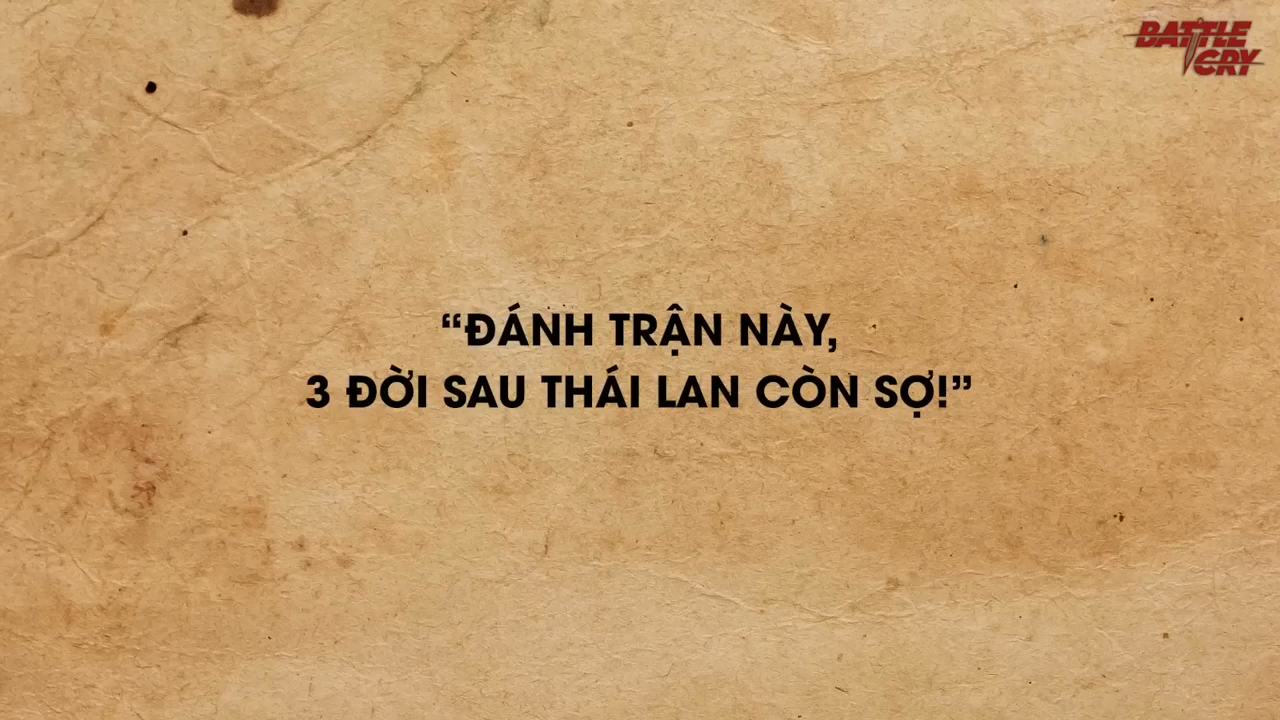 BATTLE
CRY
“ĐÁNH TRẬN NÀY,
3 ĐỜI SAU THÁI LAN CÒN SỢ!”